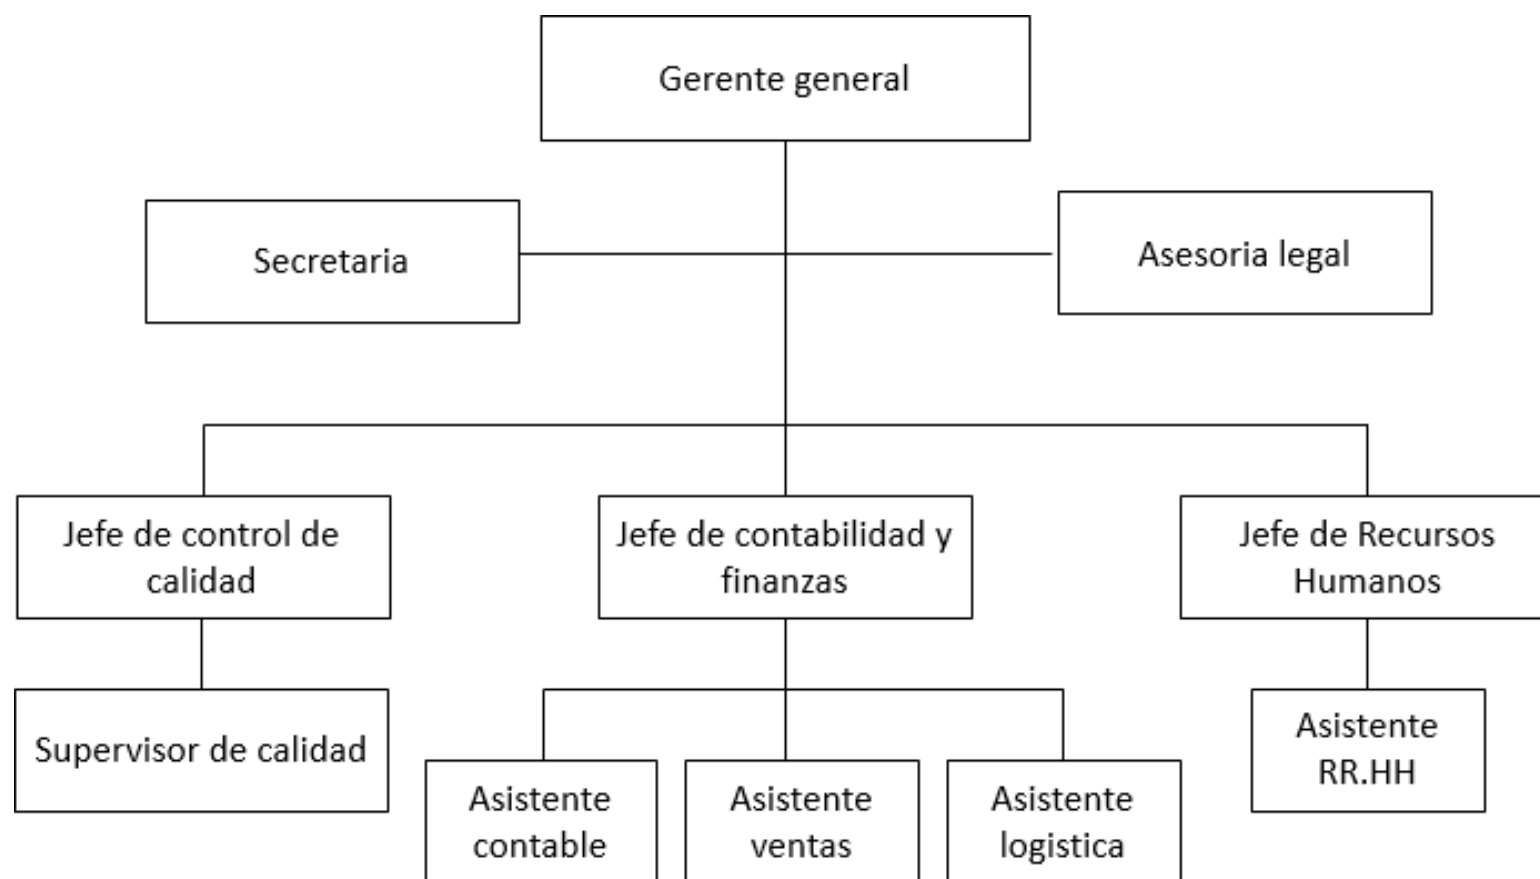 Gerente general
Secretaria
Asesoria legal
Jefe de control de
calidad
Jefe de contabilidad y
finanzas
Jefe de Recursos
Humanos
Supervisor de calidad
Asistente
contable
Asistente
ventas
Asistente
logistica
Asistente
RR.HH